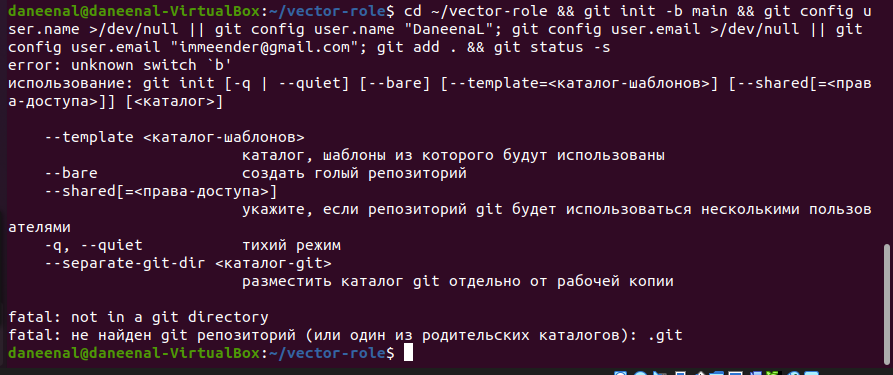 daneenal@daneenal-VirtualBox:~/vector-role$ cd ~/vector-role && git init -b main && git config u
ser.name >/dev/null || git config user.name "DaneenaL"; git config user.email >/dev/null || git
config user.email "immeender@gmail.com"; git add . && git status -s
error: unknown switch `b'
использование: git init [-q | --quiet] [--bare] [--template=<каталог-шаблонов>] [--shared[=<прав
а-доступа>]] [<каталог>]
--template <каталог-шаблонов>
каталог, шаблоны из которого будут использованы
--bare создать голый репозиторий
--shared[=<права-доступа>]
укажите, если репозиторий git будет использоваться несколькими пользов
ателями
-q, --quiet тихий режим
--separate-git-dir <каталог-git>
разместить каталог git отдельно от рабочей копии
fatal: not in a git directory
fatal: не найден git репозиторий (или один из родительских каталогов): .git
daneenal@daneenal-VirtualBox:~/vector-role$